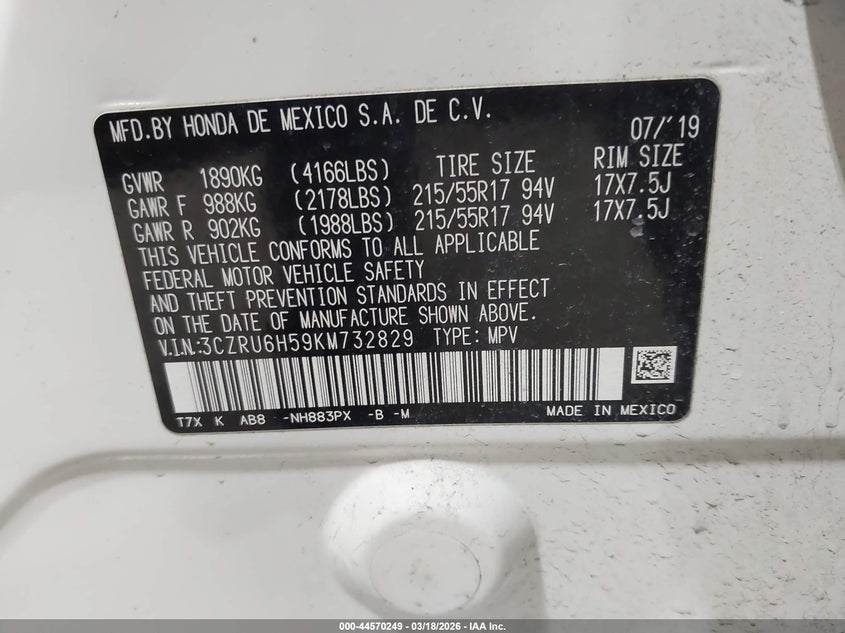 MFD.BY HONDA DE MEXICO S.A. DE C.V. 07/'19
GVWR 1890KG (4166LBS) TIRE SIZE RIM SIZE
GAWR F 988KG (2178LBS) 215/55R17 94V 17X7.5J
GAWR R 902KG (1988LBS) 215/55R17 94V 17X7.5J
THIS VEHICLE CONFORMS TO ALL APPLICABLE
FEDERAL MOTOR VEHICLE SAFETY
AND THEFT PREVENTION STANDARDS IN EFFECT
ON THE DATE OF MANUFACTURE SHOWN ABOVE.
V.I.N:3CZRU6H59KM732829 TYPE: MPV
T7X K AB8 -NH883PX -B -M MADE IN MEXICO
000-44570249 - 03/18/2026 - IAA Inc.